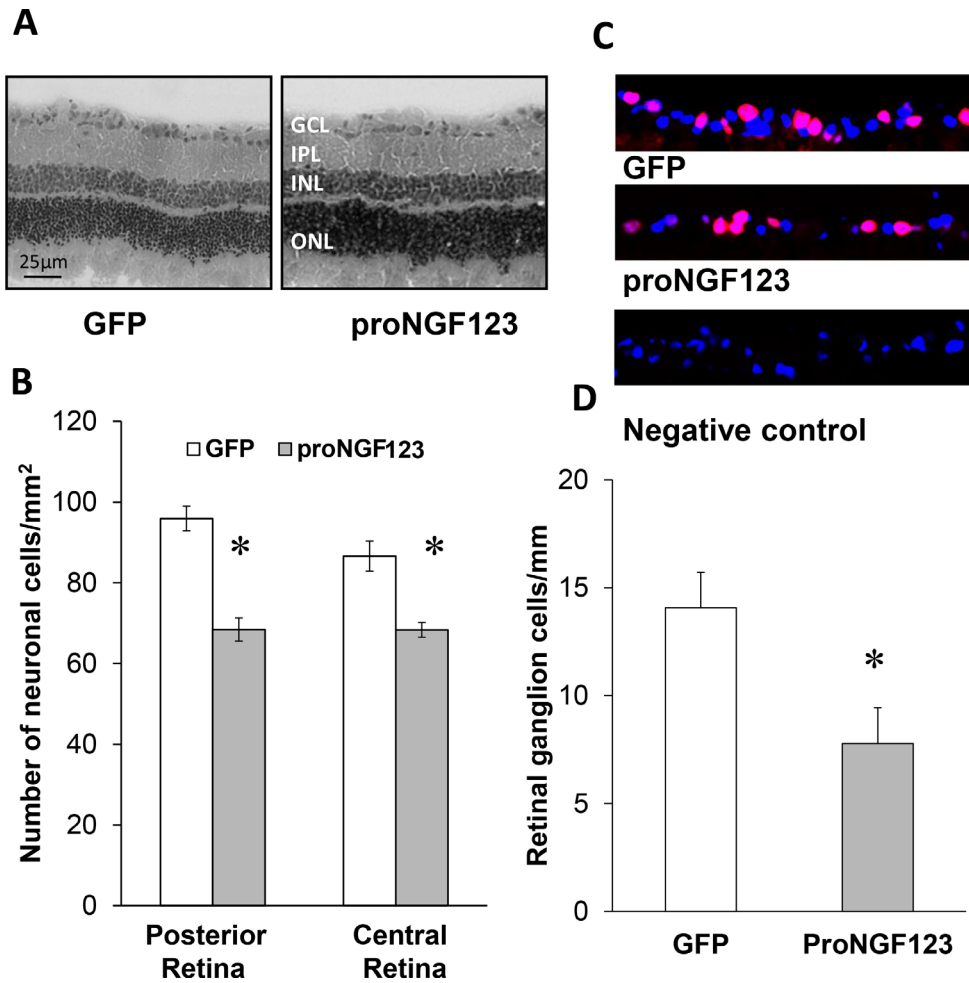 A
GCL
IPL
INL
ONL
25μm
GFP
proNGF123
B
Number of neuronal cells/mm²
120
100
80
60
40
20
0
GFP
proNGF123
*
*
Posterior
Retina
Central
Retina
C
GFP
proNGF123
Negative control
D
Retinal ganglion cells/mm
20
15
10
5
0
*
GFP
ProNGF123